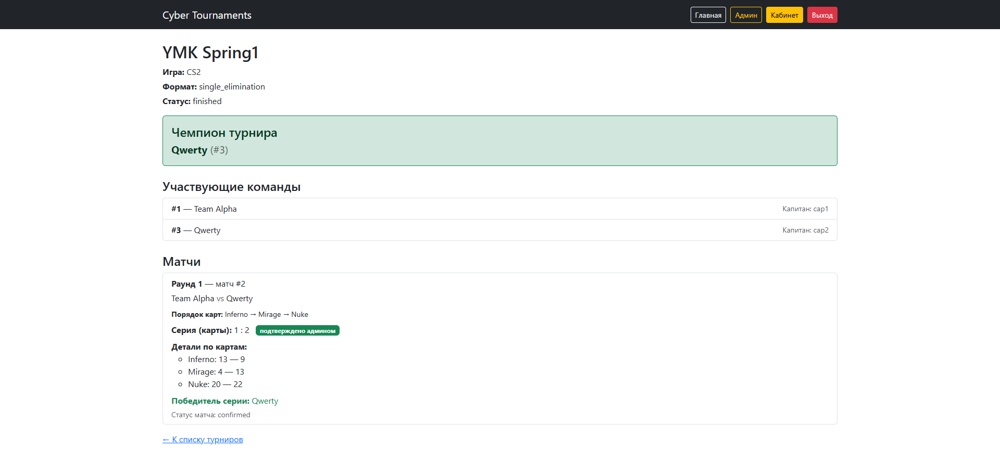 Cyber Tournaments
Главная
Админ
Кабинет
Выход
YMK Spring1
Игра: CS2
Формат: single_elimination
Статус: finished
Чемпион турнира
Qwerty (#3)
Участвующие команды
#1 — Team Alpha
Капитан: cap1
#3 — Qwerty
Капитан: cap2
Матчи
Раунд 1 — матч #2
Team Alpha vs Qwerty
Порядок карт: Inferno → Mirage → Nuke
Серия (карты): 1 : 2 подтверждено админом
Детали по картам:
Inferno: 13 — 9
Mirage: 4 — 13
Nuke: 20 — 22
Победитель серии: Qwerty
Статус матча: confirmed
← К списку турниров